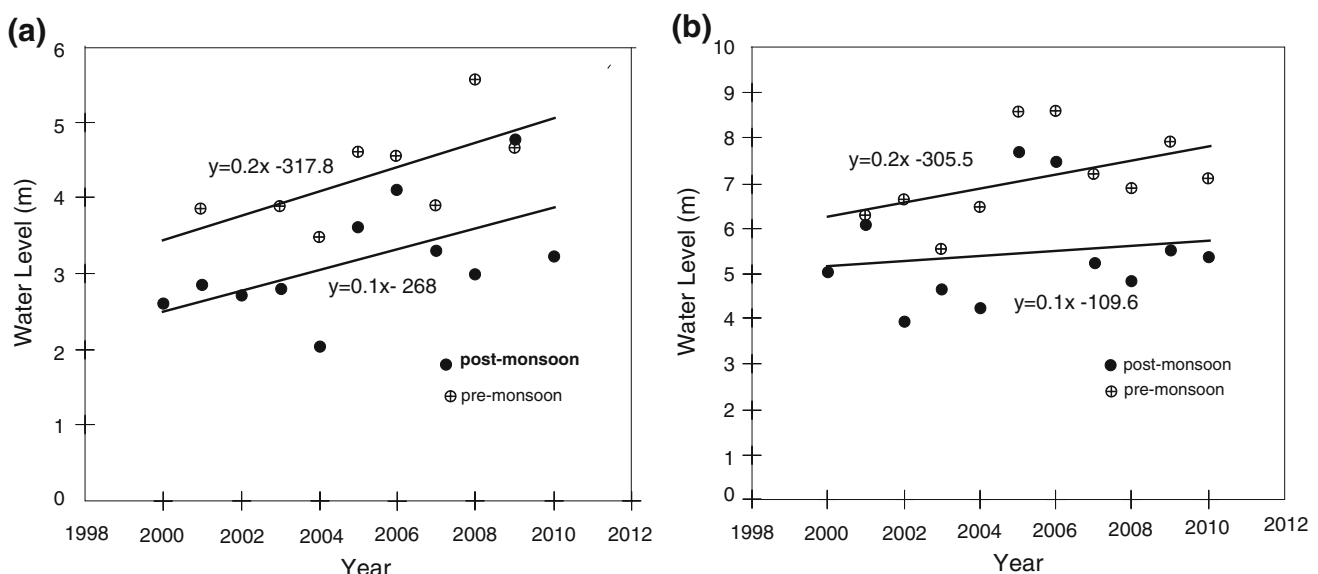 (a)
6
5
4
3
2
1
0
Water Level (m)
y=0.2x -317.8
y=0.1x- 268
post-monsoon
pre-monsoon
1998 2000 2002 2004 2006 2008 2010 2012
Year
(b)
10
9
8
7
6
5
4
3
2
1
0
Water Level (m)
y=0.2x -305.5
y=0.1x -109.6
post-monsoon
pre-monsoon
1998 2000 2002 2004 2006 2008 2010 2012
Year